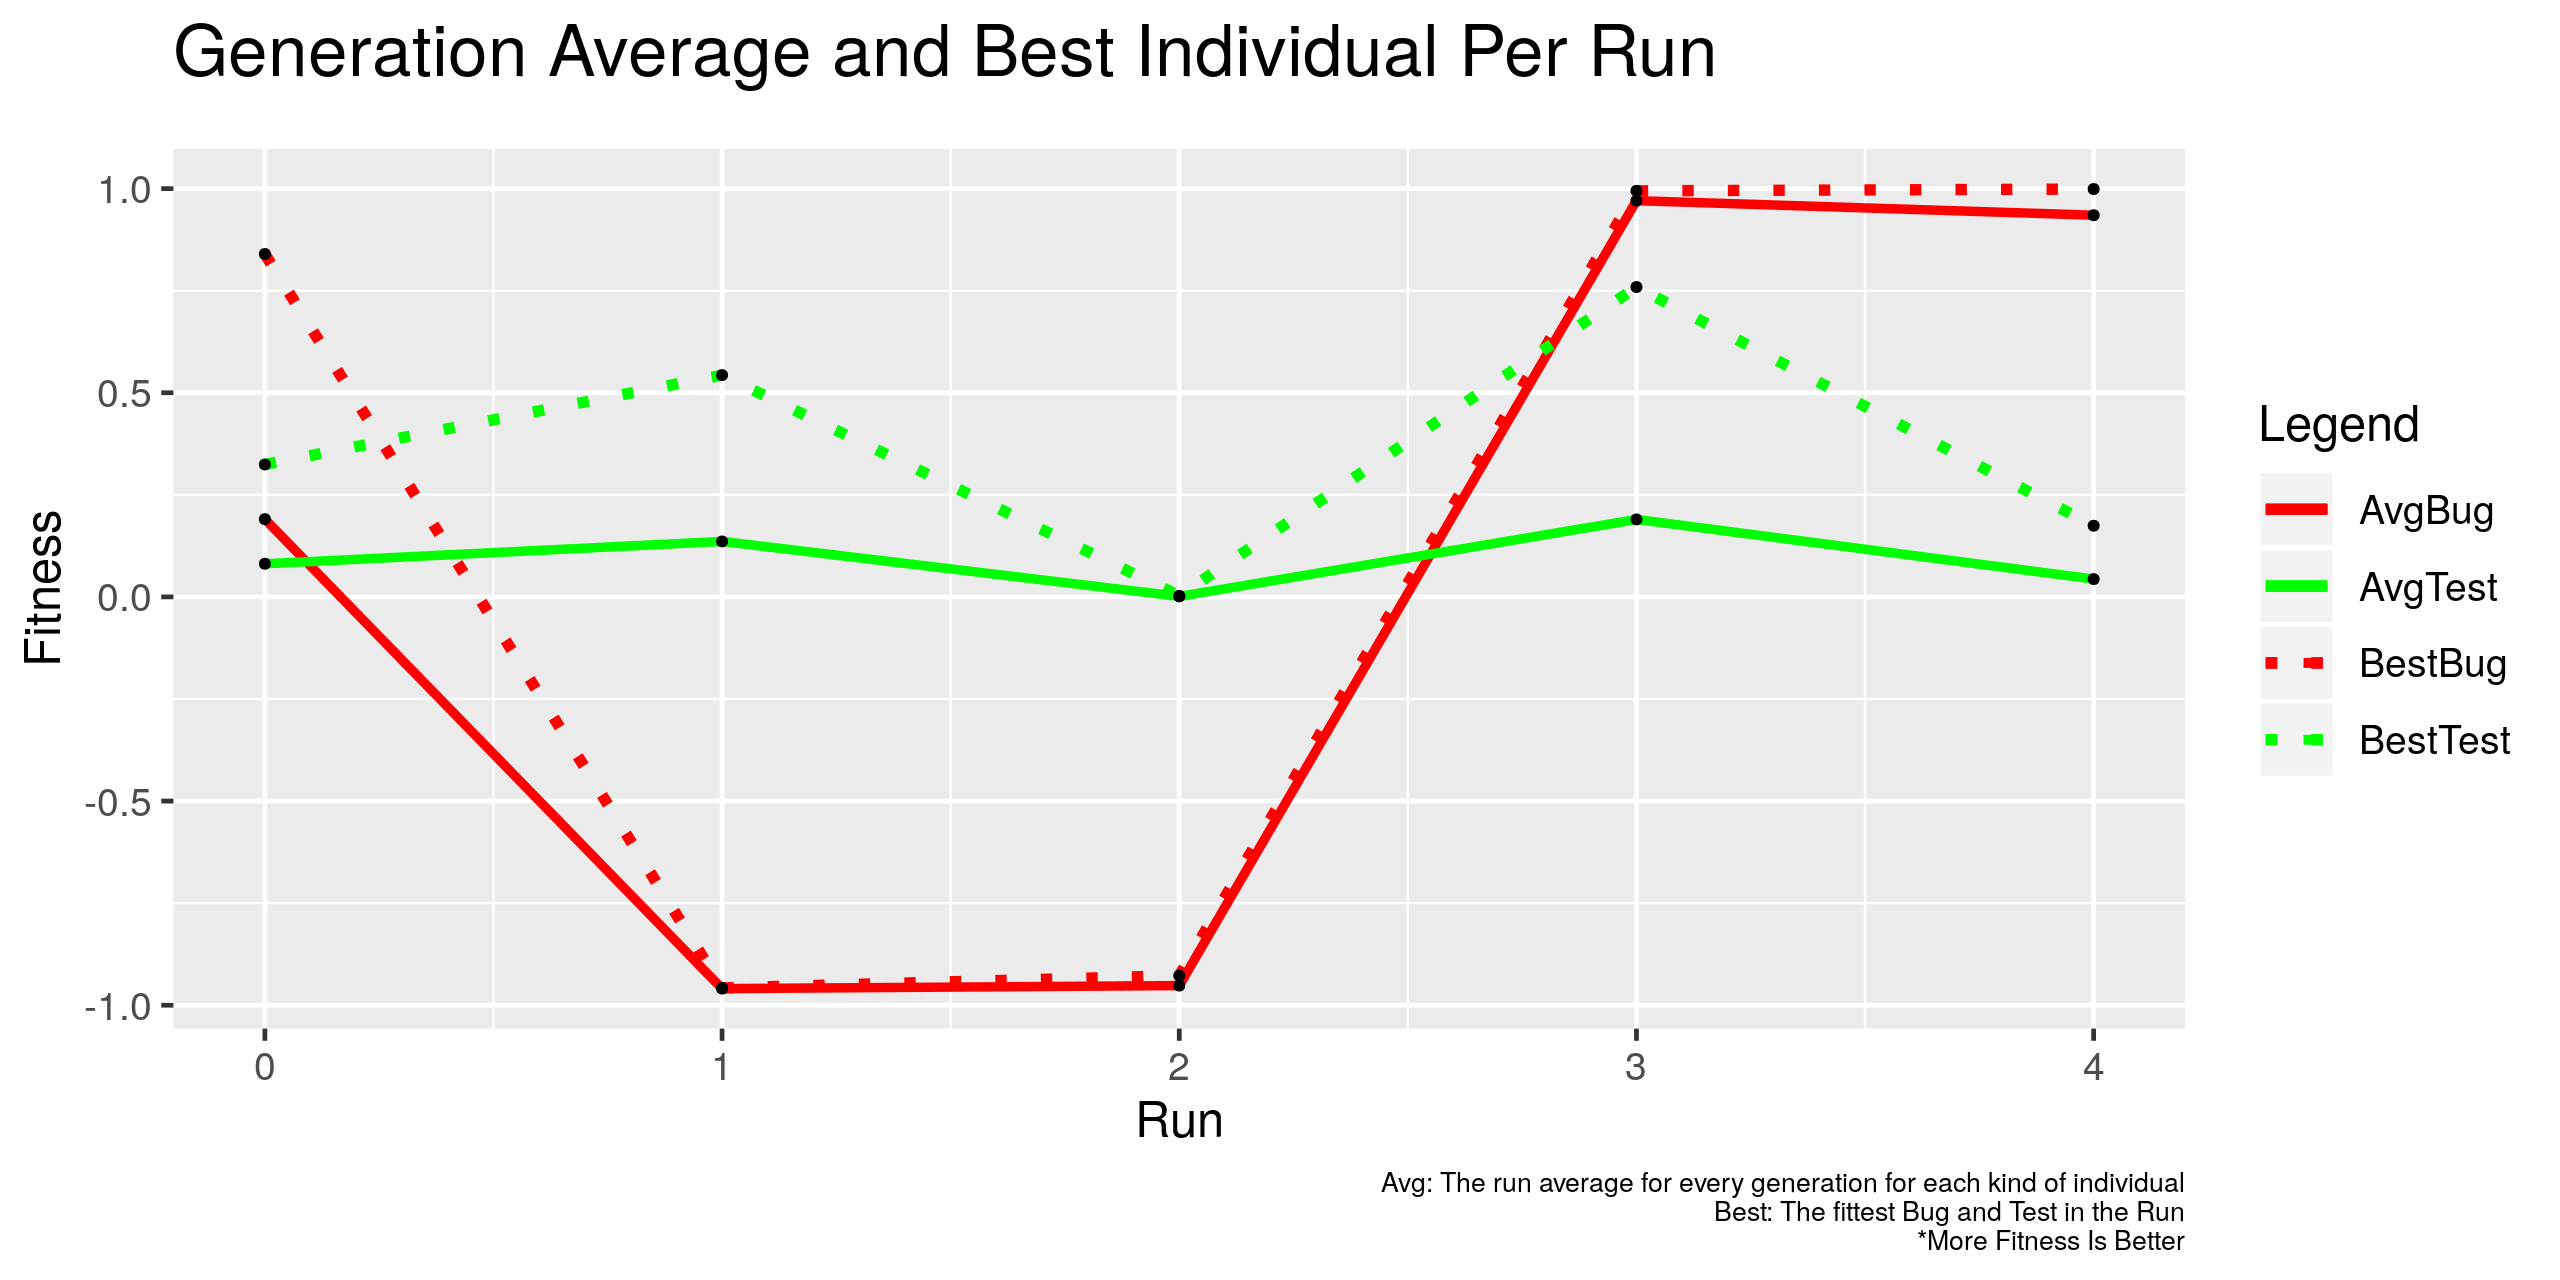 Generation Average and Best Individual Per Run
Fitness
1.0
0.5
0.0
-0.5
-1.0
0 1 2 3 4
Run
Legend
AvgBug
AvgTest
BestBug
BestTest
Avg: The run average for every generation for each kind of individual
Best: The fittest Bug and Test in the Run
*More Fitness Is Better